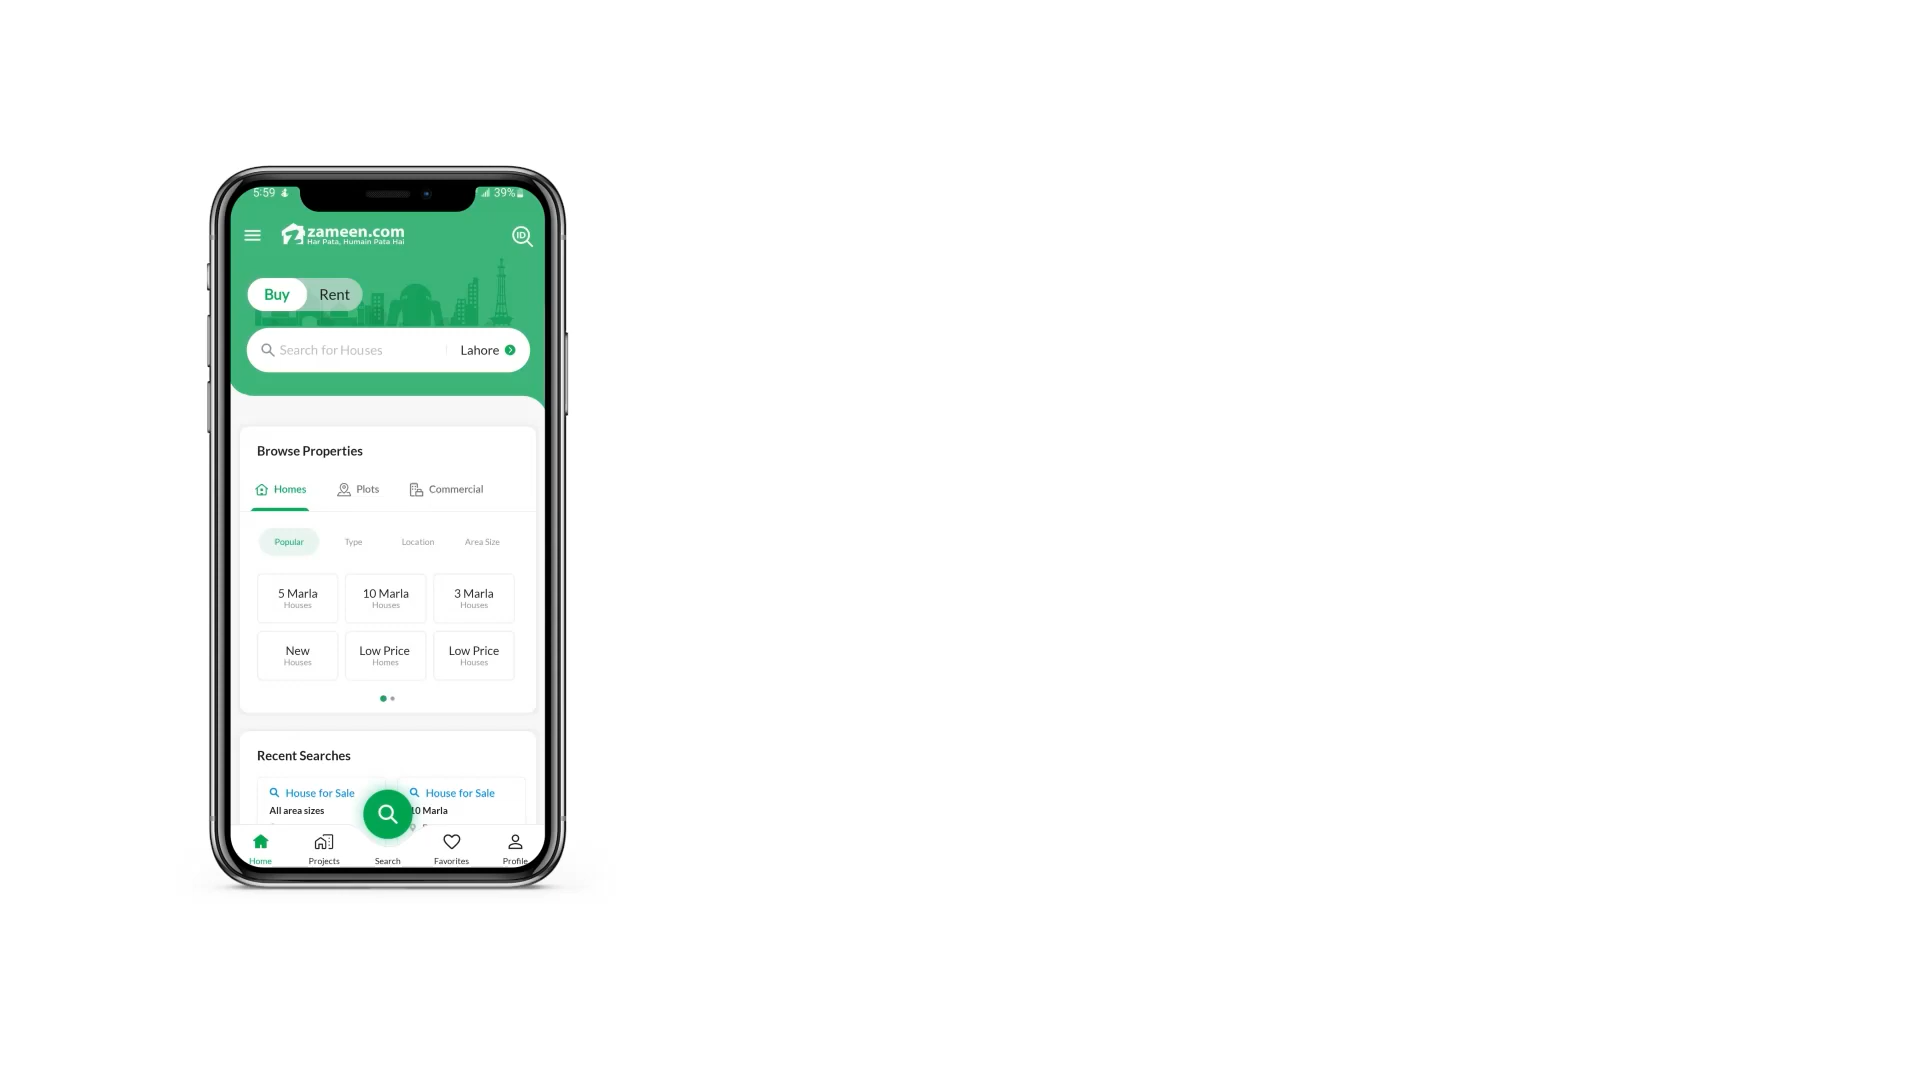 5:59 39%
zameen.com
Har Pata, Humain Pata Hai
ID
Buy Rent
Search for Houses Lahore
Browse Properties
Homes Plots Commercial
Popular Type Location Area Size
5 Marla 10 Marla 3 Marla
Houses Houses Houses
New Low Price Low Price
Houses Homes Houses
Recent Searches
House for Sale House for Sale
All area sizes 10 Marla
Home Projects Search Favorites Profile